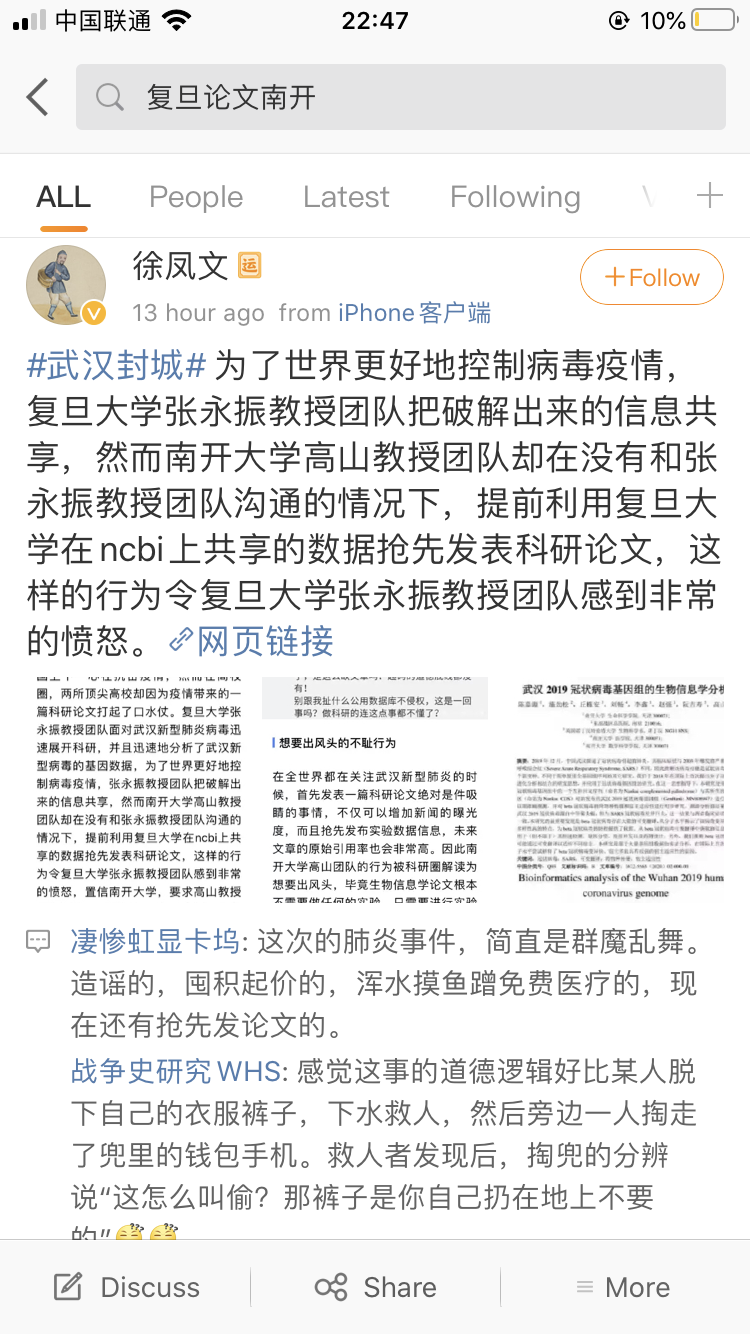 中国联通 22:47 10%
复旦论文南开
ALL People Latest Following
徐凤文 运
+Follow
13 hour ago from iPhone客户端
#武汉封城# 为了世界更好地控制病毒疫情，
复旦大学张永振教授团队把破解出来的信息共
享，然而南开大学高山教授团队却在没有和张
永振教授团队沟通的情况下，提前利用复旦大
学在ncbi上共享的数据抢先发表科研论文，这
样的行为令复旦大学张永振教授团队感到非常
的愤怒。网页链接
圈，两所顶尖高校却因为疫情带来的一
篇科研论文打起了口水仗。复旦大学张
永振教授团队面对武汉新型肺炎病毒迅
速展开科研，并且迅速地分析了武汉新
型病毒的基因数据，为了世界更好地控
制病毒疫情，张永振教授团队把破解出
来的信息共享，然而南开大学高山教授
团队却在没有和张永振教授团队沟通的
情况下，提前利用复旦大学在ncbi上共
享的数据抢先发表科研论文，这样的行
为令复旦大学张永振教授团队感到非常
的愤怒，置信南开大学，要求高山教授
有！
别跟我扯什么公用数据库不侵权，这是一回
事吗？做科研的连这点事都不懂了？
想要出风头的不耻行为
在全世界都在关注武汉新型肺炎的时
候，首先发表一篇科研论文绝对是件吸
睛的事情，不仅可以增加新闻的曝光
度，而且抢先发布实验数据信息，未来
文章的原始引用率也会非常高。因此南
开大学高山团队的行为被科研圈解读为
想要出风头，毕竟生物信息学论文根本
武汉 2019 冠状病毒基因组的生物信息学分析
Bioinformatics analysis of the Wuhan 2019 human
coronavirus genome
凄惨虹显卡坞: 这次的肺炎事件，简直是群魔乱舞。
造谣的，囤积起价的，浑水摸鱼蹭免费医疗的，现
在还有抢先发论文的。
战争史研究WHS: 感觉这事的道德逻辑好比某人脱
下自己的衣服裤子，下水救人，然后旁边一人掏走
了兜里的钱包手机。救人者发现后，掏兜的分辨
说“这怎么叫偷？那裤子是你自己扔在地上不要
的”
Discuss Share More